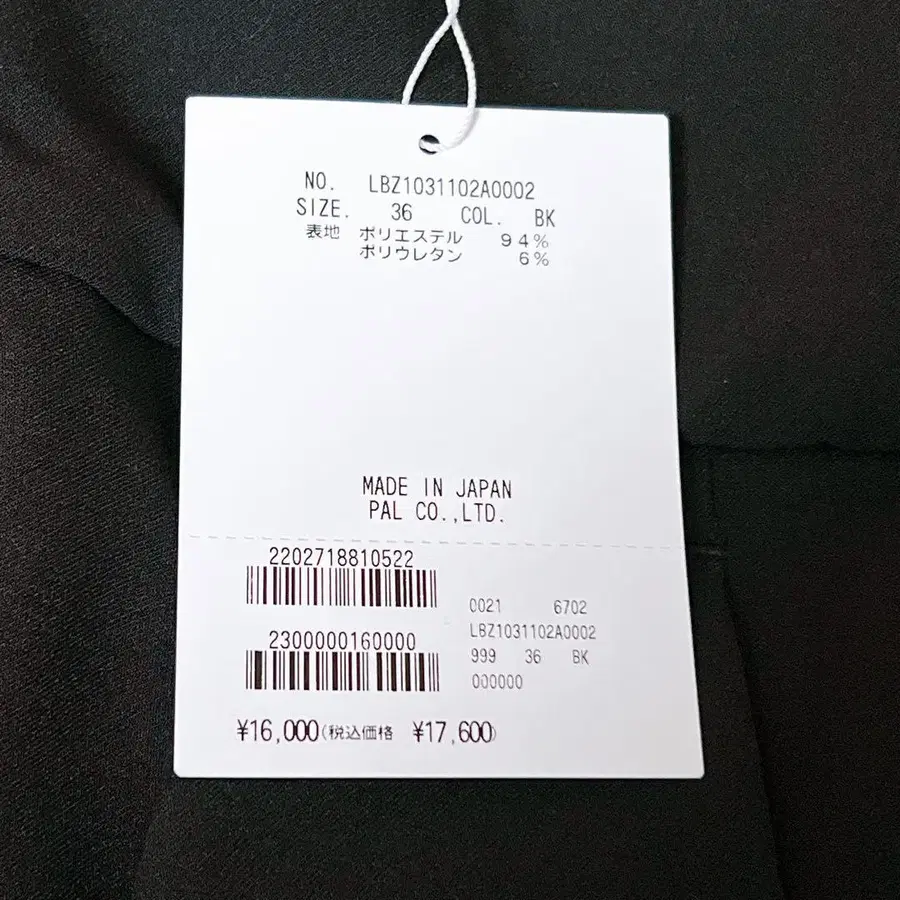 NO. LBZ1031102A0002
SIZE. 36 COL. BK
表地 ポリエステル 94%
ポリウレタン 6%
MADE IN JAPAN
PAL CO.,LTD.
2202718810522
2300000160000
0021 6702
LBZ1031102A0002
999 36 BK
000000
¥16,000(税込価格 ¥17,600)